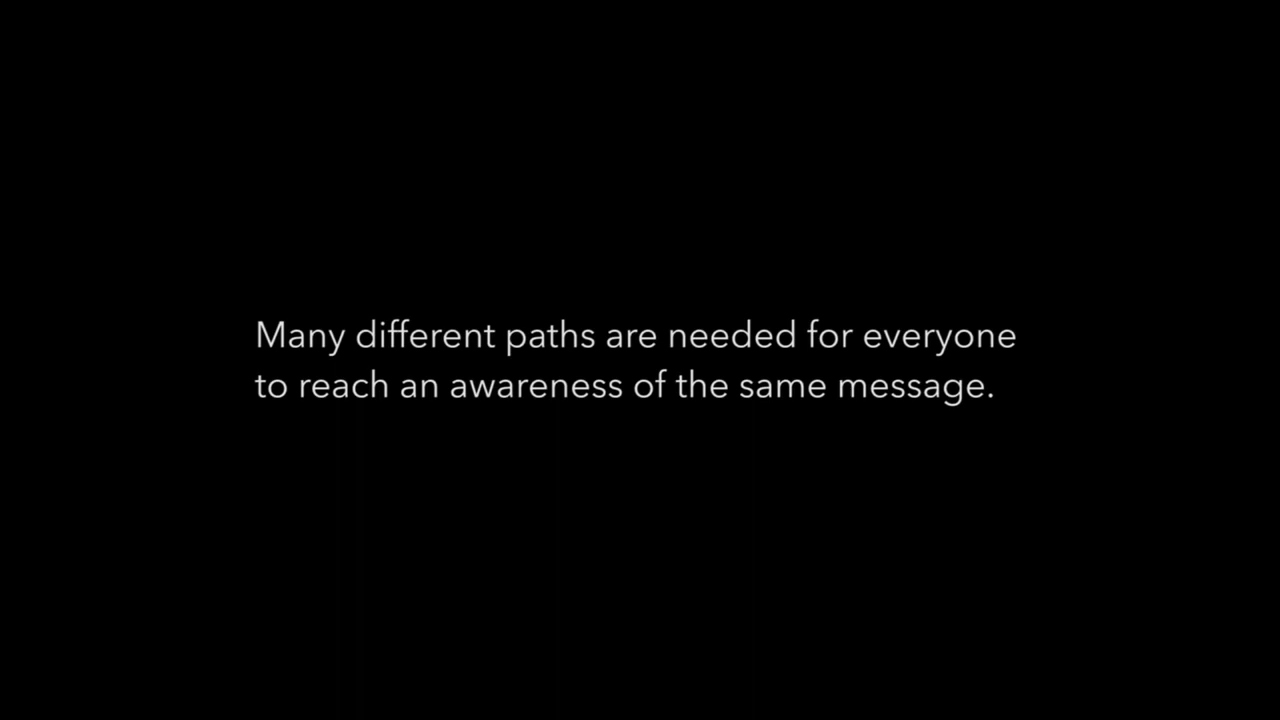 Many different paths are needed for everyone
to reach an awareness of the same message.